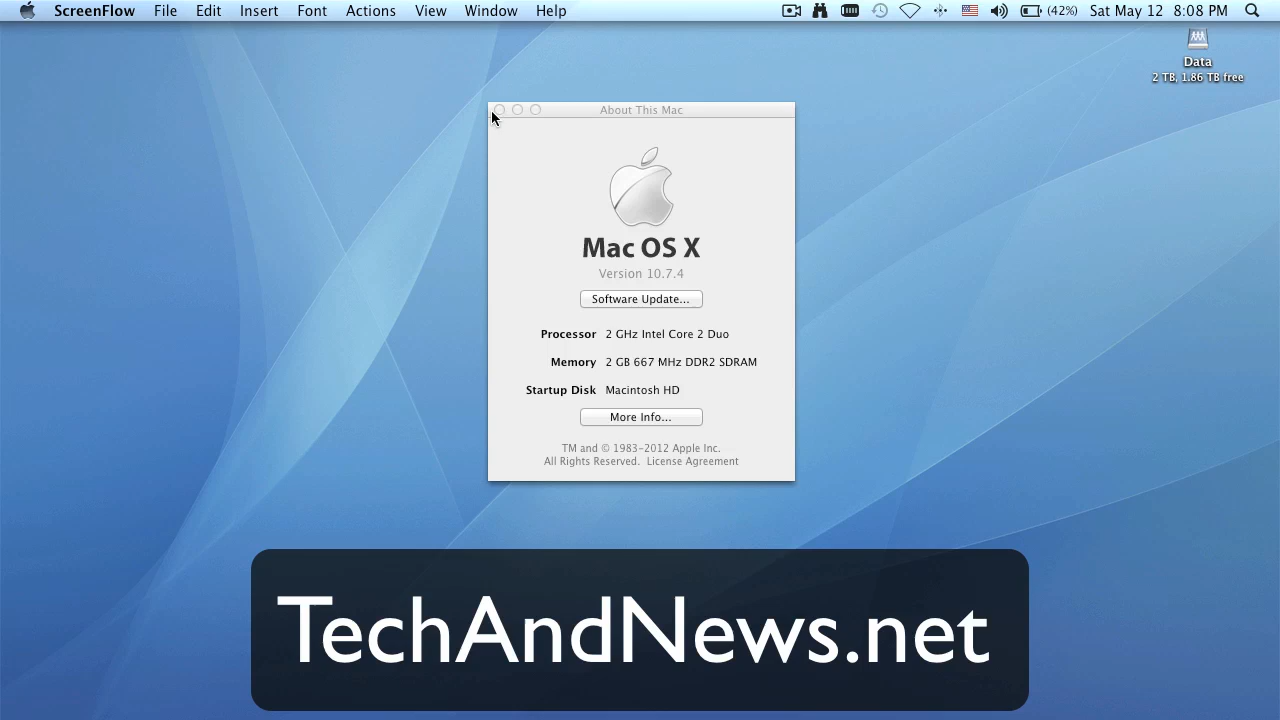 ScreenFlow File Edit Insert Font Actions View Window Help (42%) Sat May 12 8:08 PM
Data
2 TB, 1.86 TB free
About This Mac
Mac OS X
Version 10.7.4
Software Update...
Processor 2 GHz Intel Core 2 Duo
Memory 2 GB 667 MHz DDR2 SDRAM
Startup Disk Macintosh HD
More Info...
TM and © 1983-2012 Apple Inc.
All Rights Reserved. License Agreement
TechAndNews.net